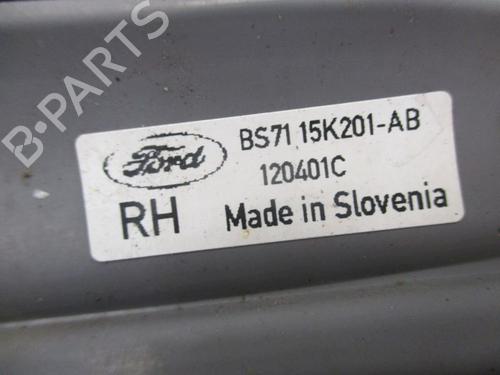 B-PARTS
Ford
BS71 15K201-AB
120401C
RH
Made in Slovenia